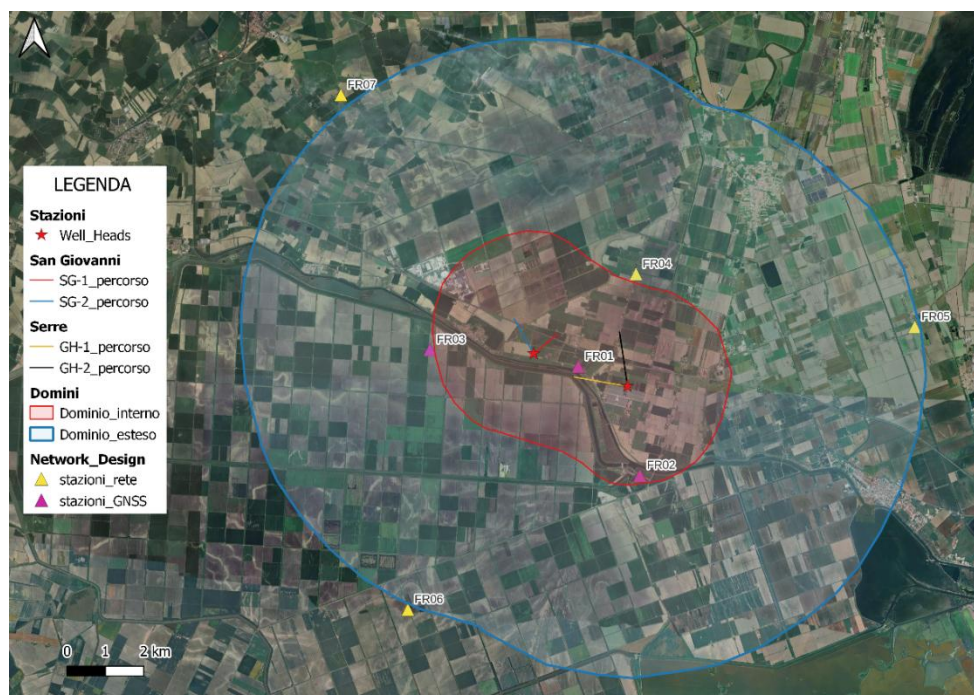 FR07
FR04
FR05
FR03
FR01
FR02
FR06
LEGENDA
Stazioni
Well_Heads
San Giovanni
SG-1_percorso
SG-2_percorso
Serre
GH-1_percorso
GH-2_percorso
Domini
Dominio_interno
Dominio_esteso
Network_Design
stazioni_rete
stazioni_GNSS
0 1 2 km